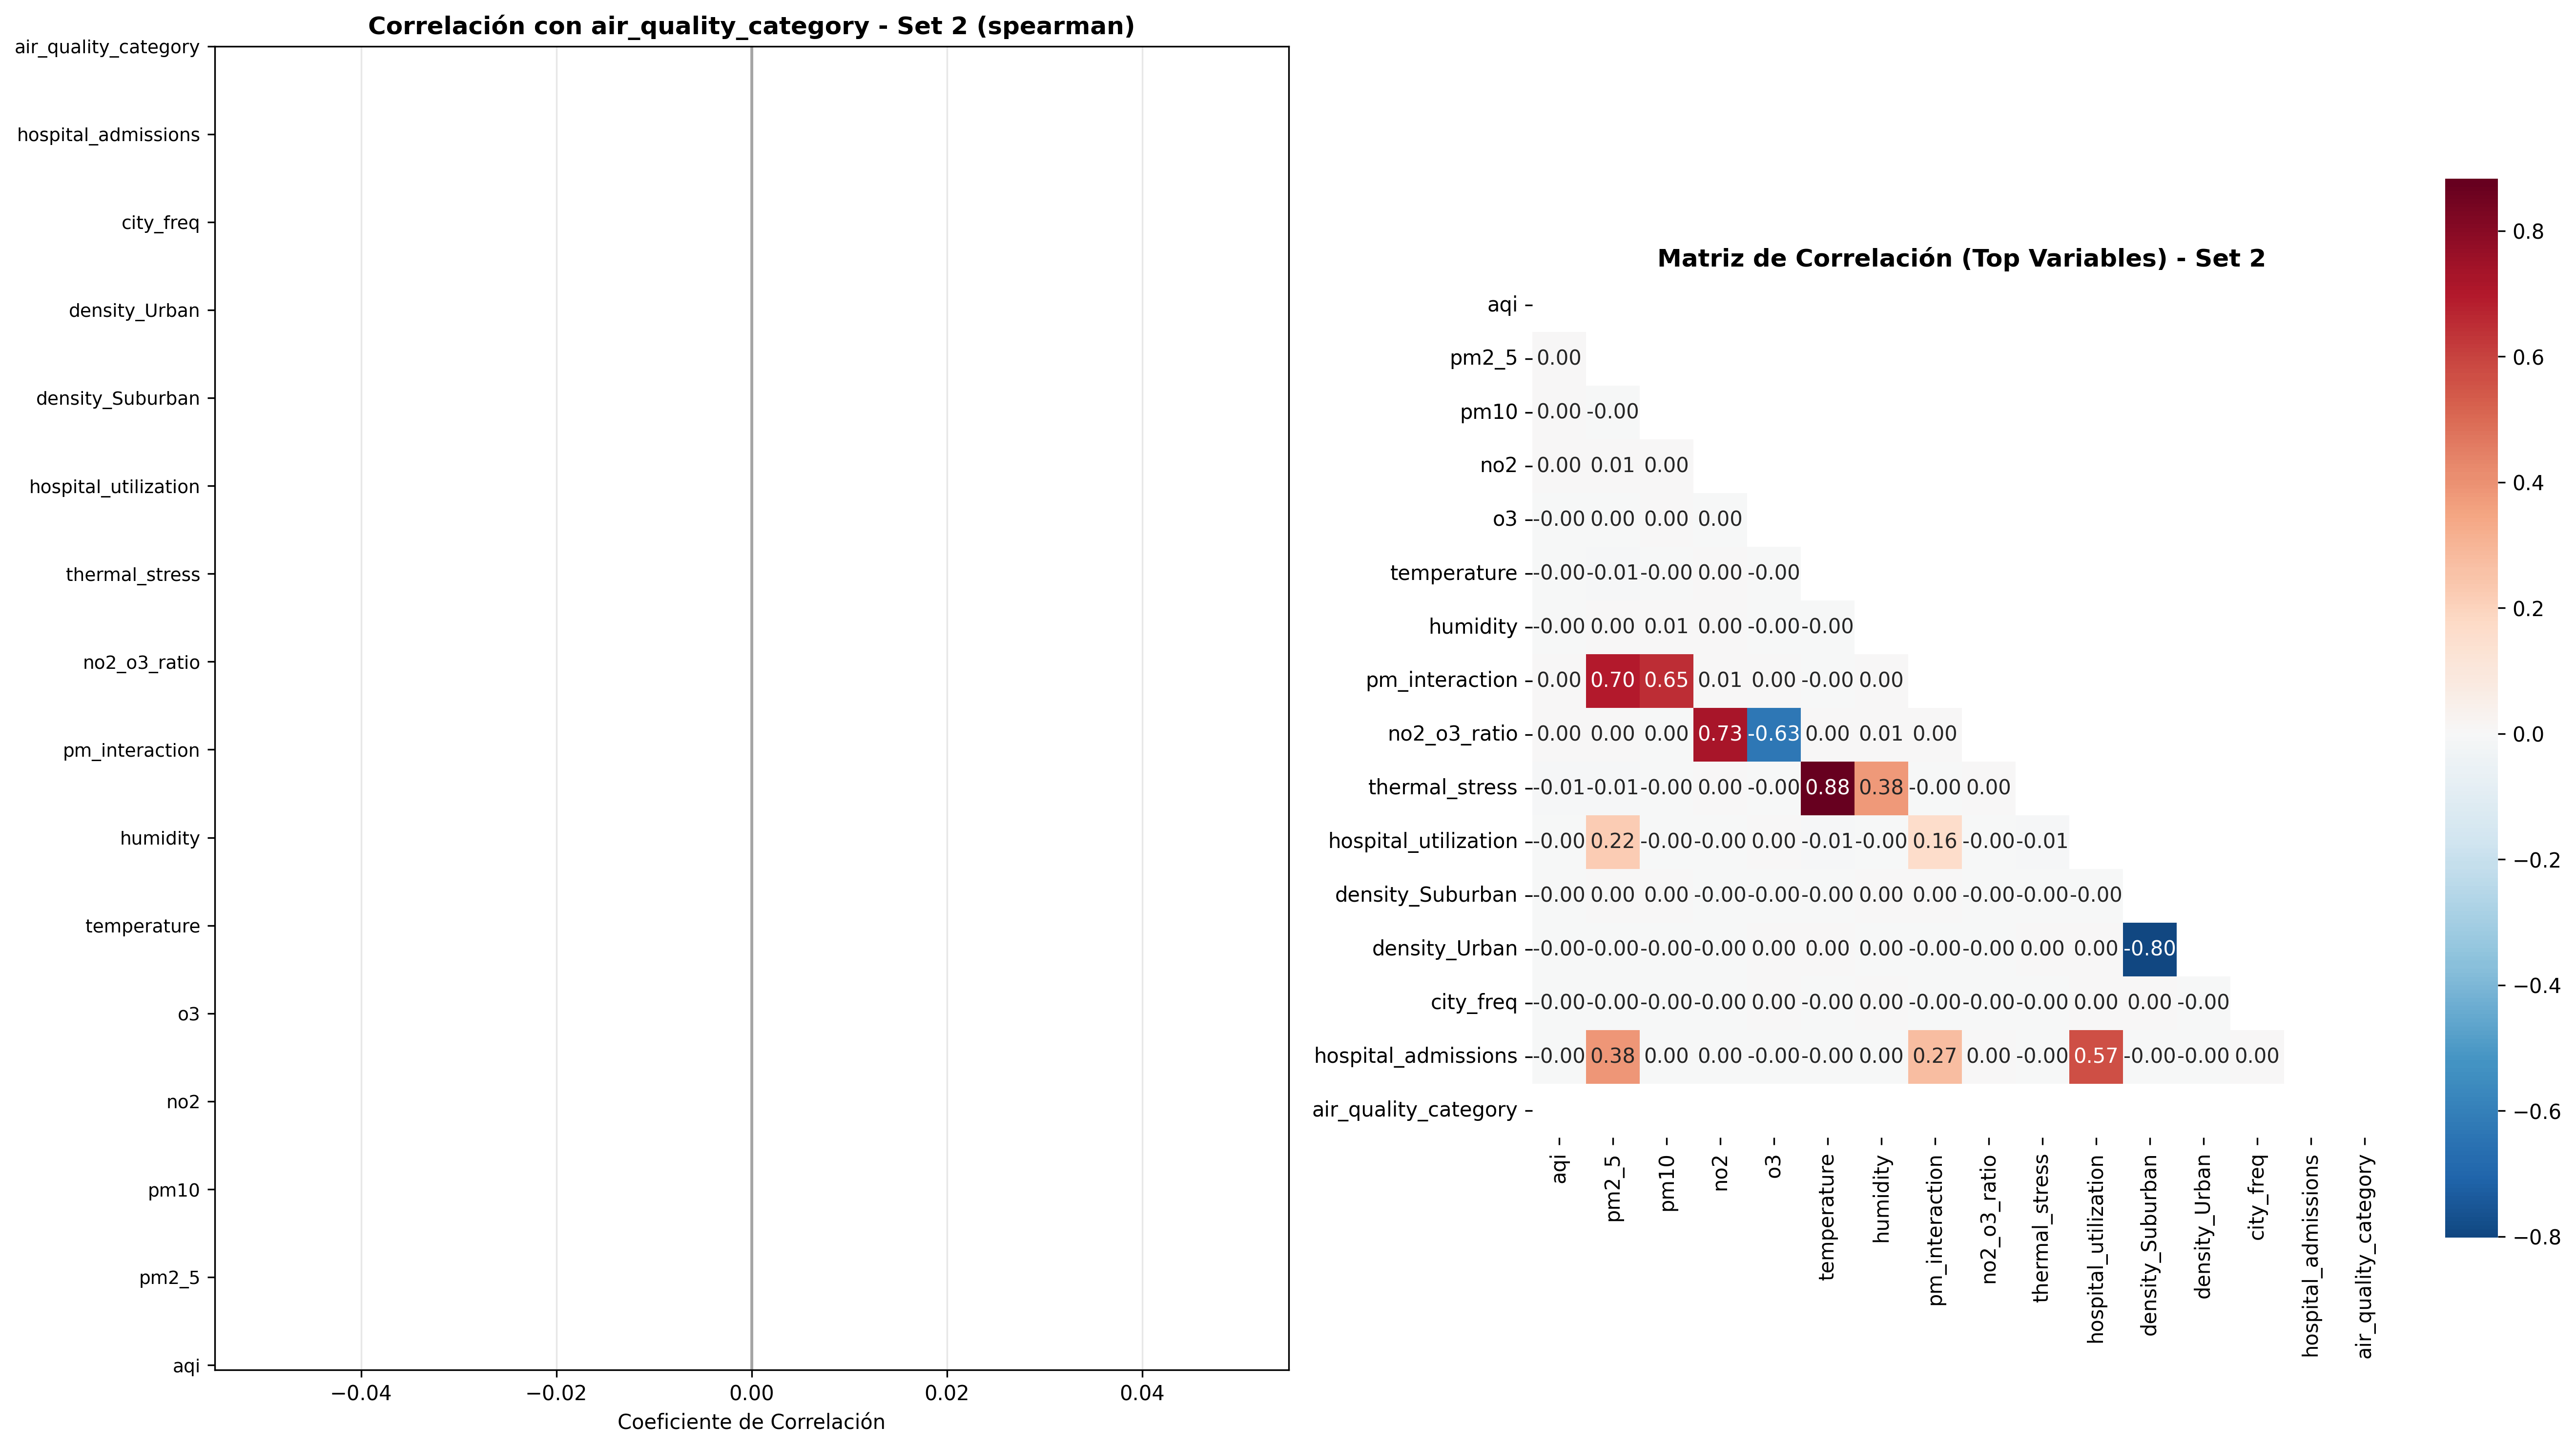 Correlación con air_quality_category - Set 2 (spearman)
air_quality_category
hospital_admissions
city_freq
density_Urban
density_Suburban
hospital_utilization
thermal_stress
no2_o3_ratio
pm_interaction
humidity
temperature
o3
no2
pm10
pm2_5
aqi
−0.04 −0.02 0.00 0.02 0.04
Coeficiente de Correlación
Matriz de Correlación (Top Variables) - Set 2
aqi
pm2_5 0.00
pm10 0.00 -0.00
no2 0.00 0.01 0.00
o3 -0.00 0.00 0.00 0.00
temperature -0.00 -0.01 -0.00 0.00 -0.00
humidity -0.00 0.00 0.01 0.00 -0.00 -0.00
pm_interaction 0.00 0.70 0.65 0.01 0.00 -0.00 0.00
no2_o3_ratio 0.00 0.00 0.00 0.73 -0.63 0.00 0.01 0.00
thermal_stress -0.01 -0.01 -0.00 0.00 -0.00 0.88 0.38 -0.00 0.00
hospital_utilization -0.00 0.22 -0.00 -0.00 0.00 -0.01 -0.00 0.16 -0.00 -0.01
density_Suburban -0.00 0.00 0.00 -0.00 -0.00 -0.00 0.00 0.00 -0.00 -0.00 -0.00
density_Urban -0.00 -0.00 -0.00 -0.00 0.00 0.00 0.00 -0.00 -0.00 0.00 0.00 -0.80
city_freq -0.00 -0.00 -0.00 -0.00 0.00 -0.00 0.00 -0.00 -0.00 -0.00 0.00 0.00 -0.00
hospital_admissions -0.00 0.38 0.00 0.00 -0.00 -0.00 0.00 0.27 0.00 -0.00 0.57 -0.00 -0.00 0.00
air_quality_category
aqi
pm2_5
pm10
no2
o3
temperature
humidity
pm_interaction
no2_o3_ratio
thermal_stress
hospital_utilization
density_Suburban
density_Urban
city_freq
hospital_admissions
air_quality_category
0.8
0.6
0.4
0.2
0.0
−0.2
−0.4
−0.6
−0.8